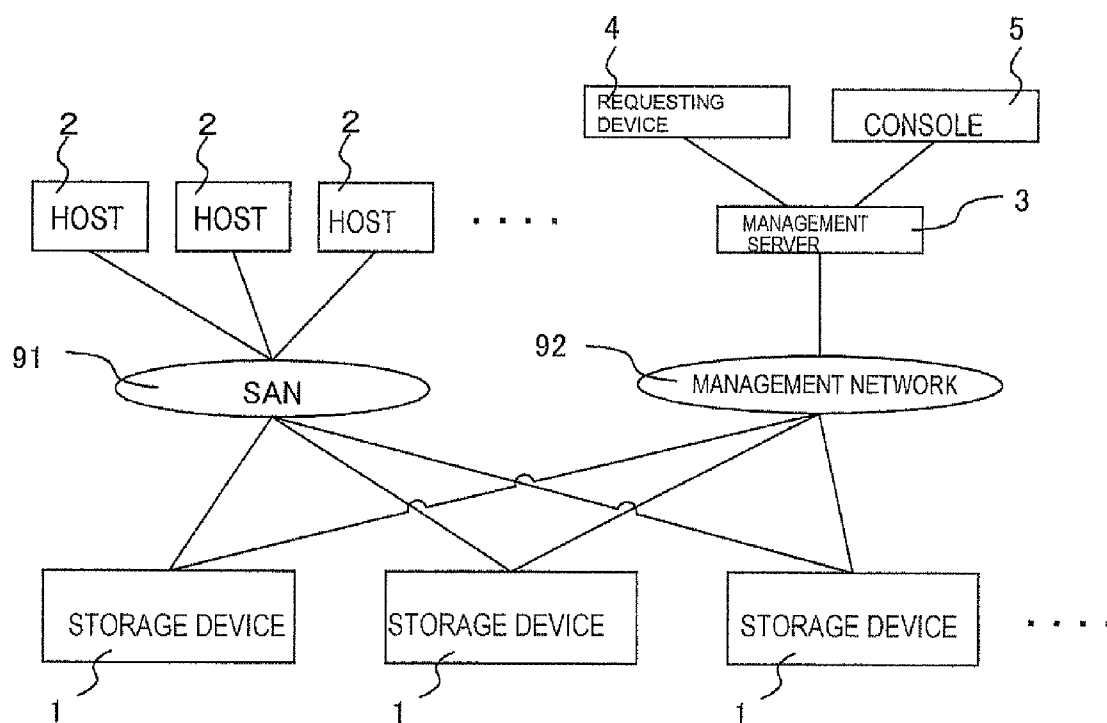 4
5
REQUESTING
DEVICE
CONSOLE
2
2
2
HOST
HOST
HOST
. . . .
3
MANAGEMENT
SERVER
91
92
SAN
MANAGEMENT NETWORK
STORAGE DEVICE
STORAGE DEVICE
STORAGE DEVICE
. . . .
1
1
1